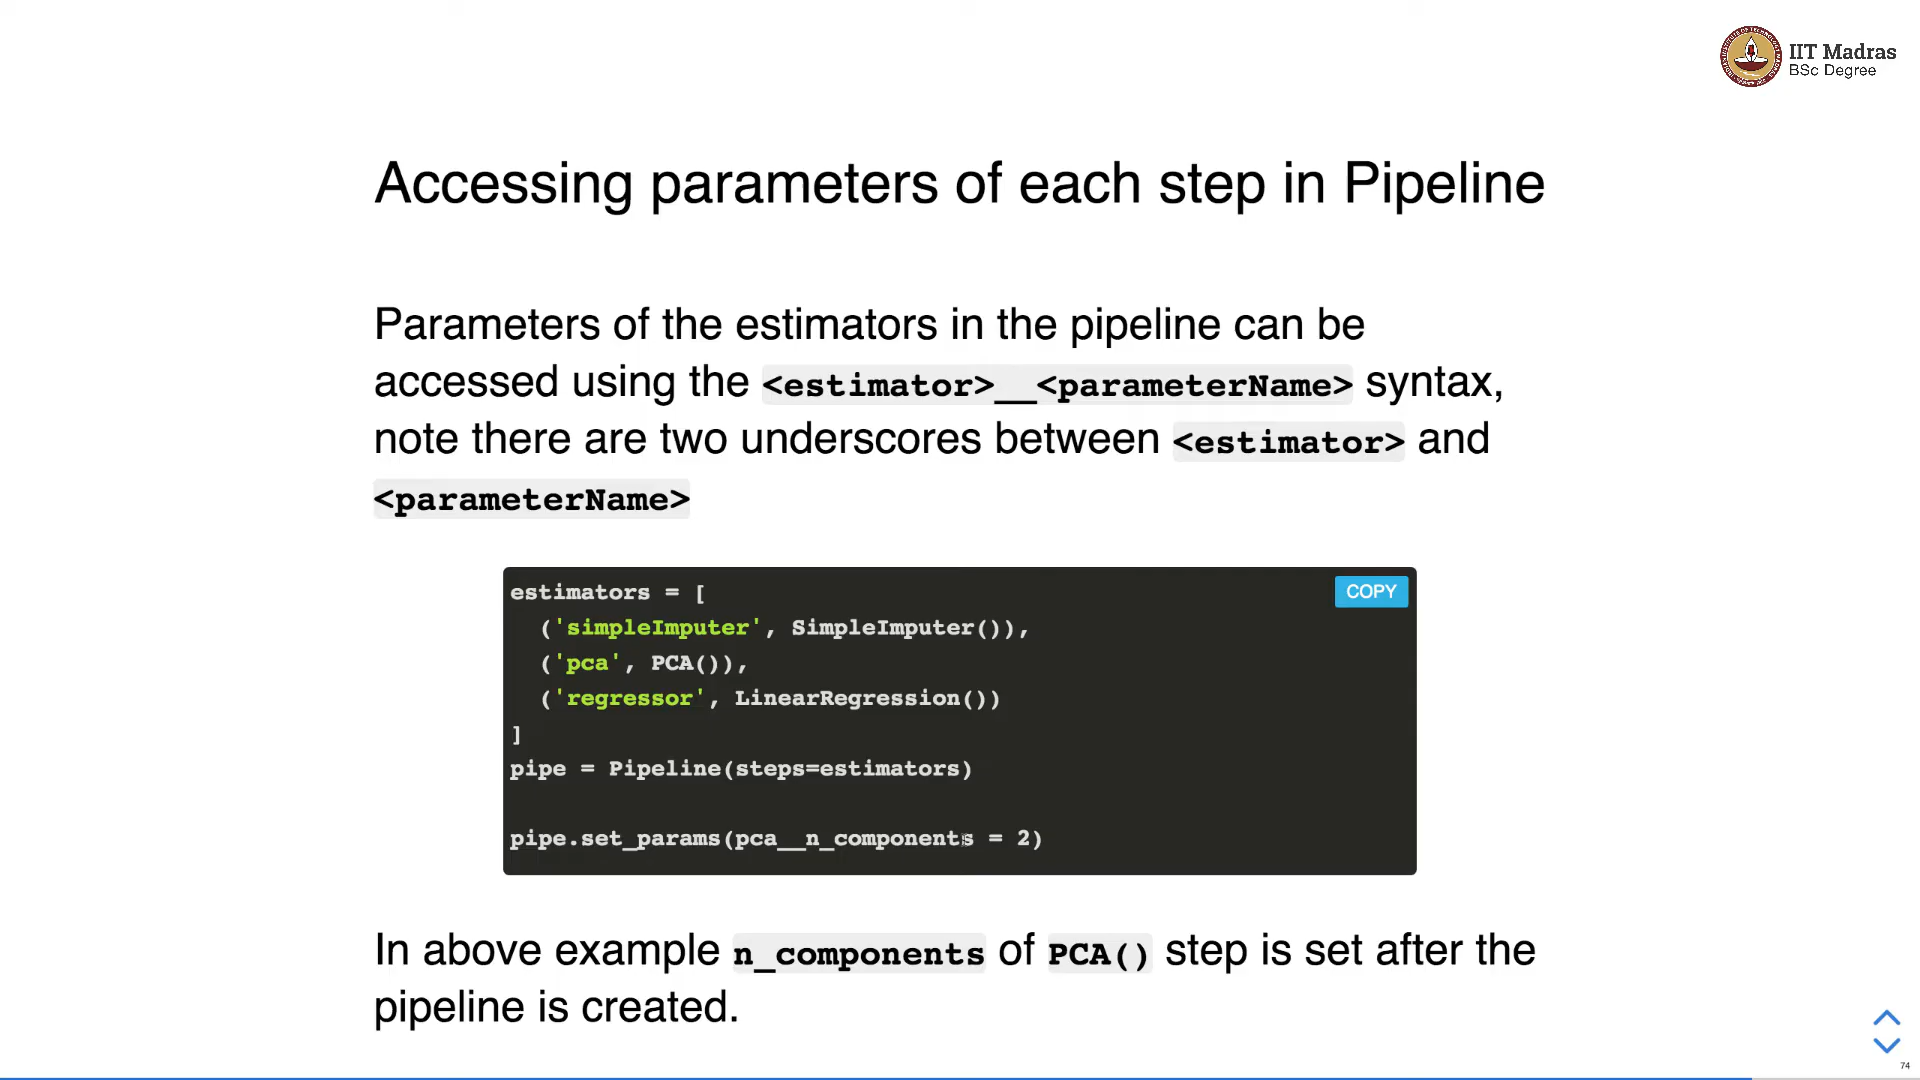 IIT Madras
BSc Degree
Accessing parameters of each step in Pipeline
Parameters of the estimators in the pipeline can be
accessed using the <estimator>__<parameterName> syntax,
note there are two underscores between <estimator> and
<parameterName>
estimators = [
COPY
('simpleImputer', SimpleImputer()),
('pca', PCA()),
('regressor', LinearRegression())
]
pipe = Pipeline(steps=estimators)
pipe.set_params(pca__n_components = 2)
In above example n_components of PCA() step is set after the
pipeline is created.
74